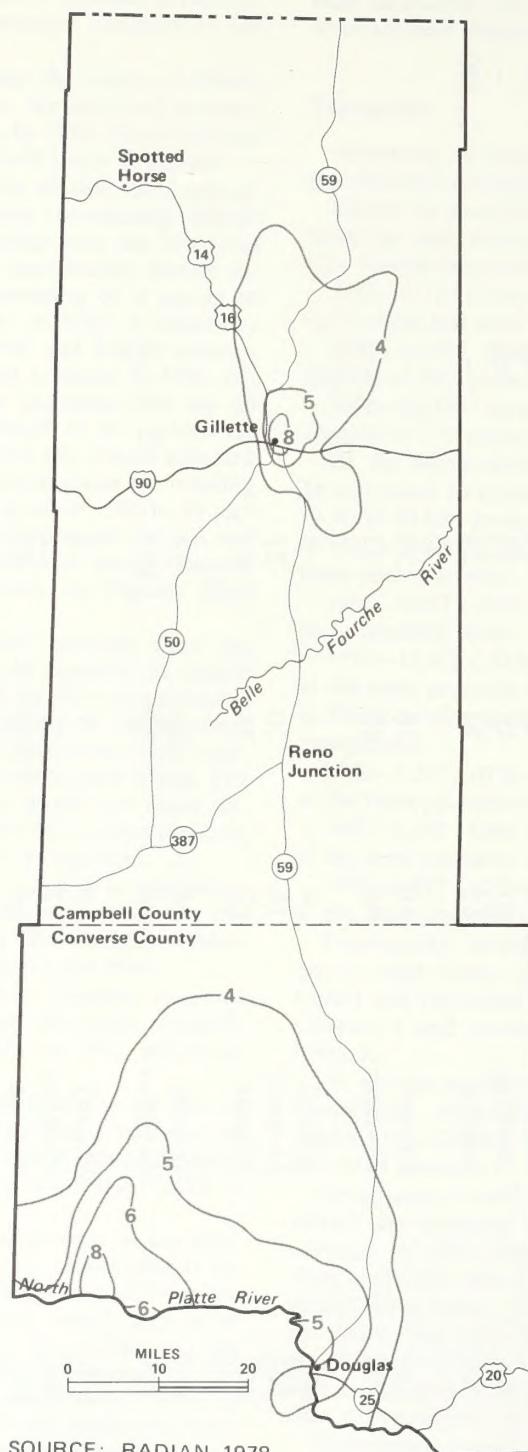 Spotted
Horse
59
14
16
4
5
Gillette
8
90
Belle Fourche River
50
Reno
Junction
387
59
Campbell County
Converse County
4
5
6
8
North Platte River
6
5
MILES
0 10 20
Douglas
20
25
SOURCE: RADIAN 1978